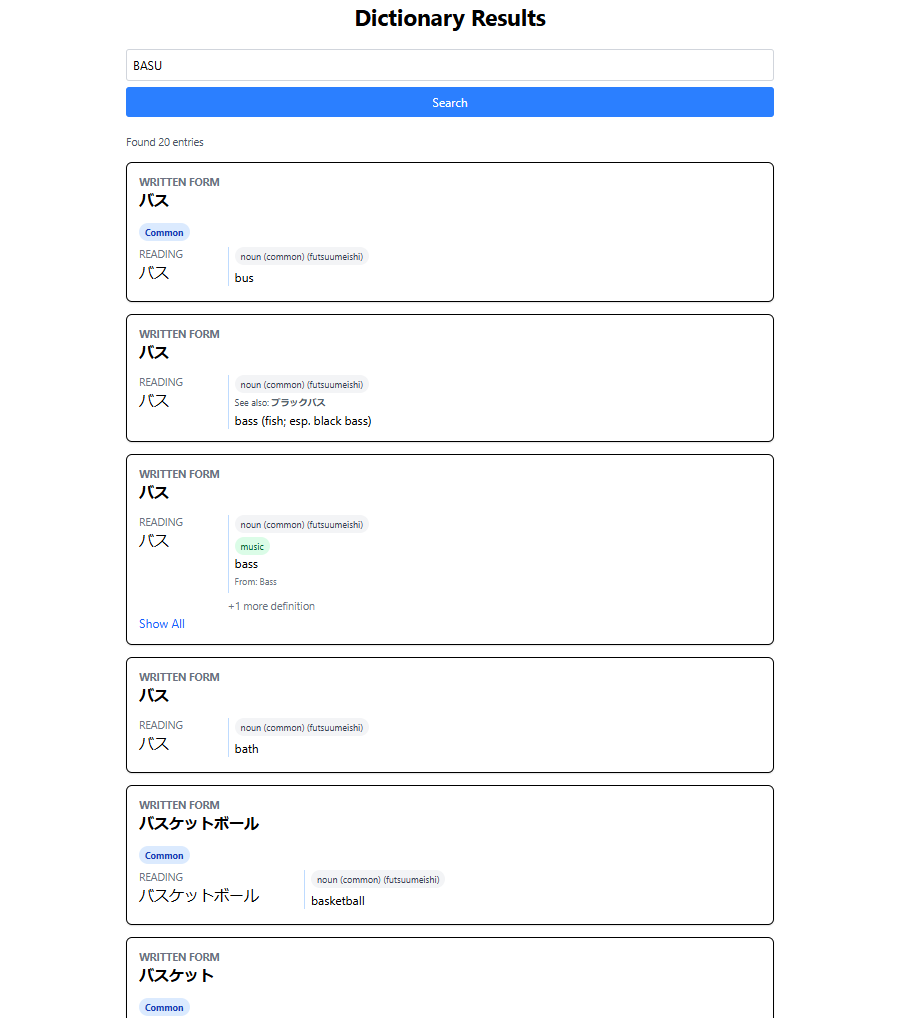 Dictionary Results
BASU
Search
Found 20 entries
WRITTEN FORM
バス
Common
READING
バス
noun (common) (futsuumeishi)
bus
WRITTEN FORM
バス
READING
バス
noun (common) (futsuumeishi)
See also: ブラックバス
bass (fish; esp. black bass)
WRITTEN FORM
バス
READING
バス
noun (common) (futsuumeishi)
music
bass
From: Bass
+1 more definition
Show All
WRITTEN FORM
バス
READING
バス
noun (common) (futsuumeishi)
bath
WRITTEN FORM
バスケットボール
Common
READING
バスケットボール
noun (common) (futsuumeishi)
basketball
WRITTEN FORM
バスケット
Common